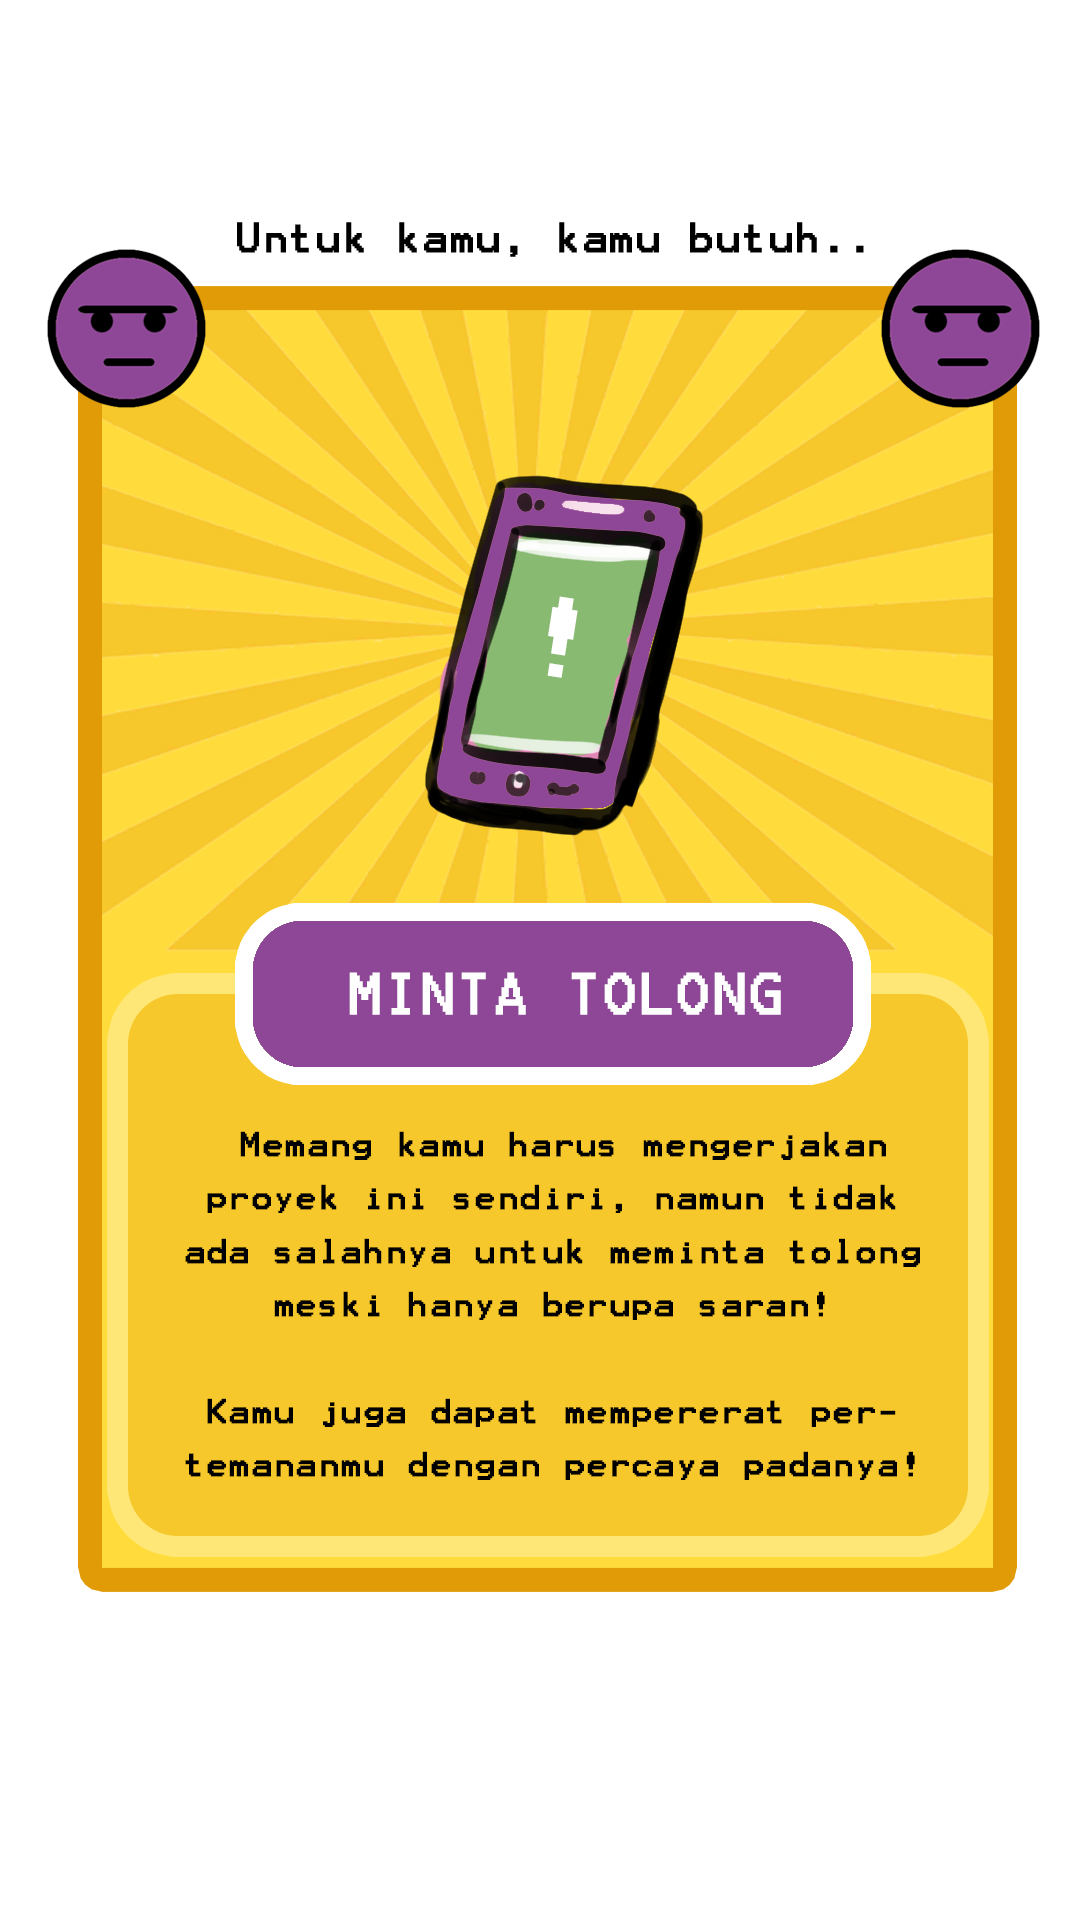 Untuk kamu, kamu butuh..
!
MINTA TOLONG
Memang kamu harus mengerjakan
proyek ini sendiri, namun tidak
ada salahnya untuk meminta tolong
meski hanya berupa saran!
Kamu juga dapat mempererat per-
temananmu dengan percaya padanya!